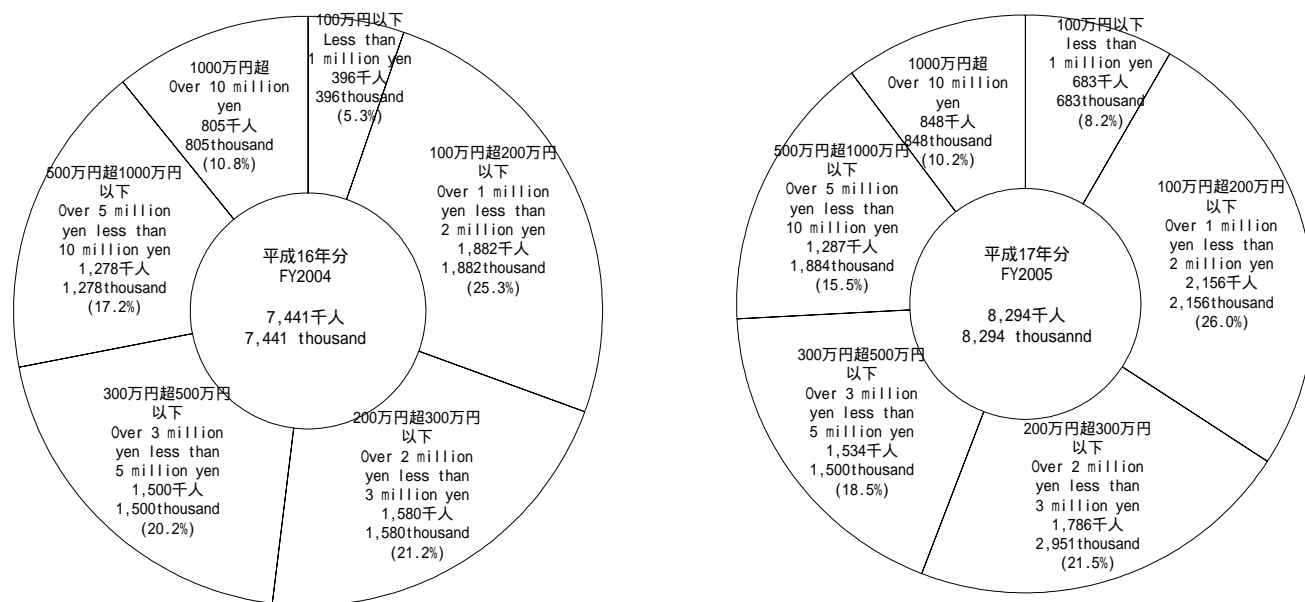 100万円以下
Less than
1 million yen
396千人
396thousand
(5.3%)
100万円超200万円
以下
Over 1 million
yen less than
2 million yen
1,882千人
1,882thousand
(25.3%)
200万円超300万円
以下
Over 2 million
yen less than
3 million yen
1,580千人
1,580thousand
(21.2%)
300万円超500万円
以下
Over 3 million
yen less than
5 million yen
1,500千人
1,500thousand
(20.2%)
500万円超1000万円
以下
Over 5 million
yen less than
10 million yen
1,278千人
1,278thousand
(17.2%)
1000万円超
Over 10 million
yen
805千人
805thousand
(10.8%)
平成16年分
FY2004
7,441千人
7,441 thousand
100万円以下
less than
1 million yen
683千人
683thousand
(8.2%)
100万円超200万円
以下
Over 1 million
yen less than
2 million yen
2,156千人
2,156thousand
(26.0%)
200万円超300万円
以下
Over 2 million
yen less than
3 million yen
1,786千人
2,951thousand
(21.5%)
300万円超500万円
以下
Over 3 million
yen less than
5 million yen
1,534千人
1,500thousand
(18.5%)
500万円超1000万円
以下
Over 5 million
yen less than
10 million yen
1,287千人
1,884thousand
(15.5%)
1000万円超
Over 10 million
yen
848千人
848thousand
(10.2%)
平成17年分
FY2005
8,294千人
8,294 thousannd